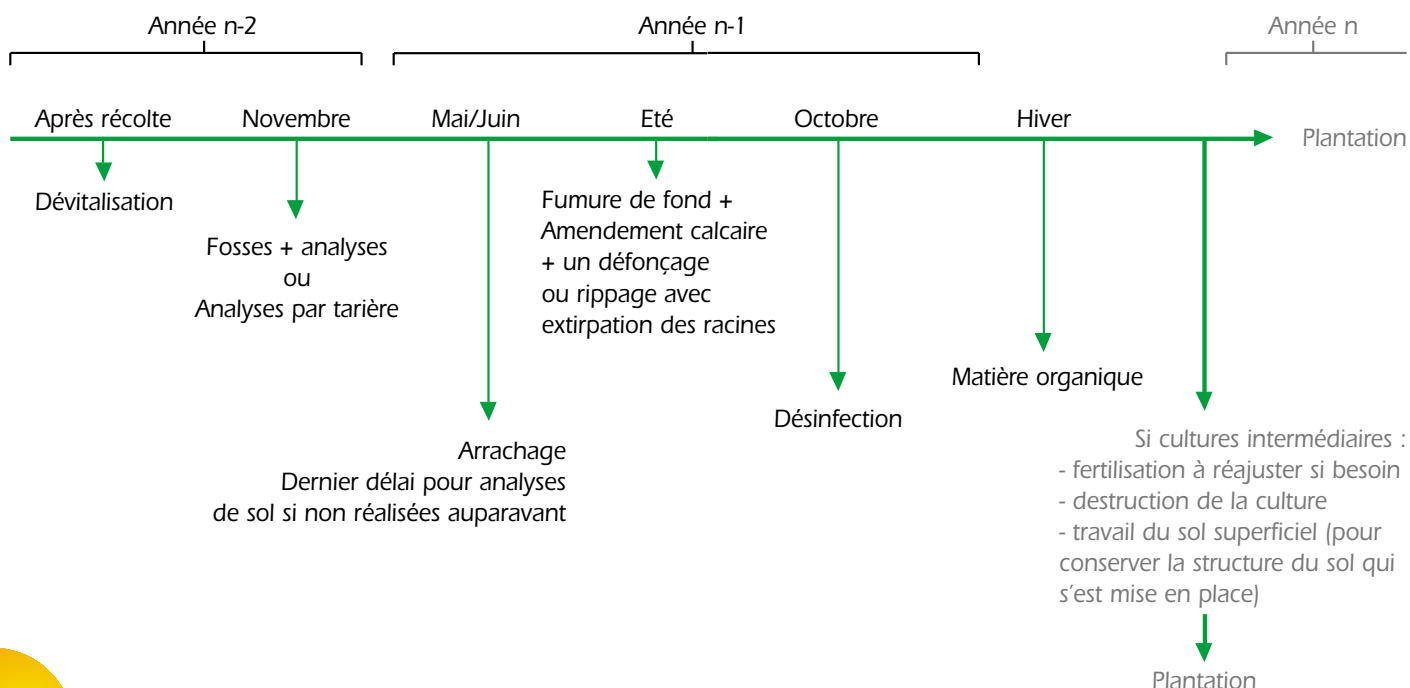 Année n-2
Année n-1
Année n
Après récolte
Novembre
Mai/Juin
Eté
Octobre
Hiver
Plantation
Dévitalisation
Fosses + analyses
ou
Analyses par tarière
Arrachage
Dernier délai pour analyses
de sol si non réalisées auparavant
Fumure de fond +
Amendement calcaire
+ un défonçage
ou rippage avec
extirpation des racines
Désinfection
Matière organique
Si cultures intermédiaires :
- fertilisation à réajuster si besoin
- destruction de la culture
- travail du sol superficiel (pour
conserver la structure du sol qui
s'est mise en place)
Plantation